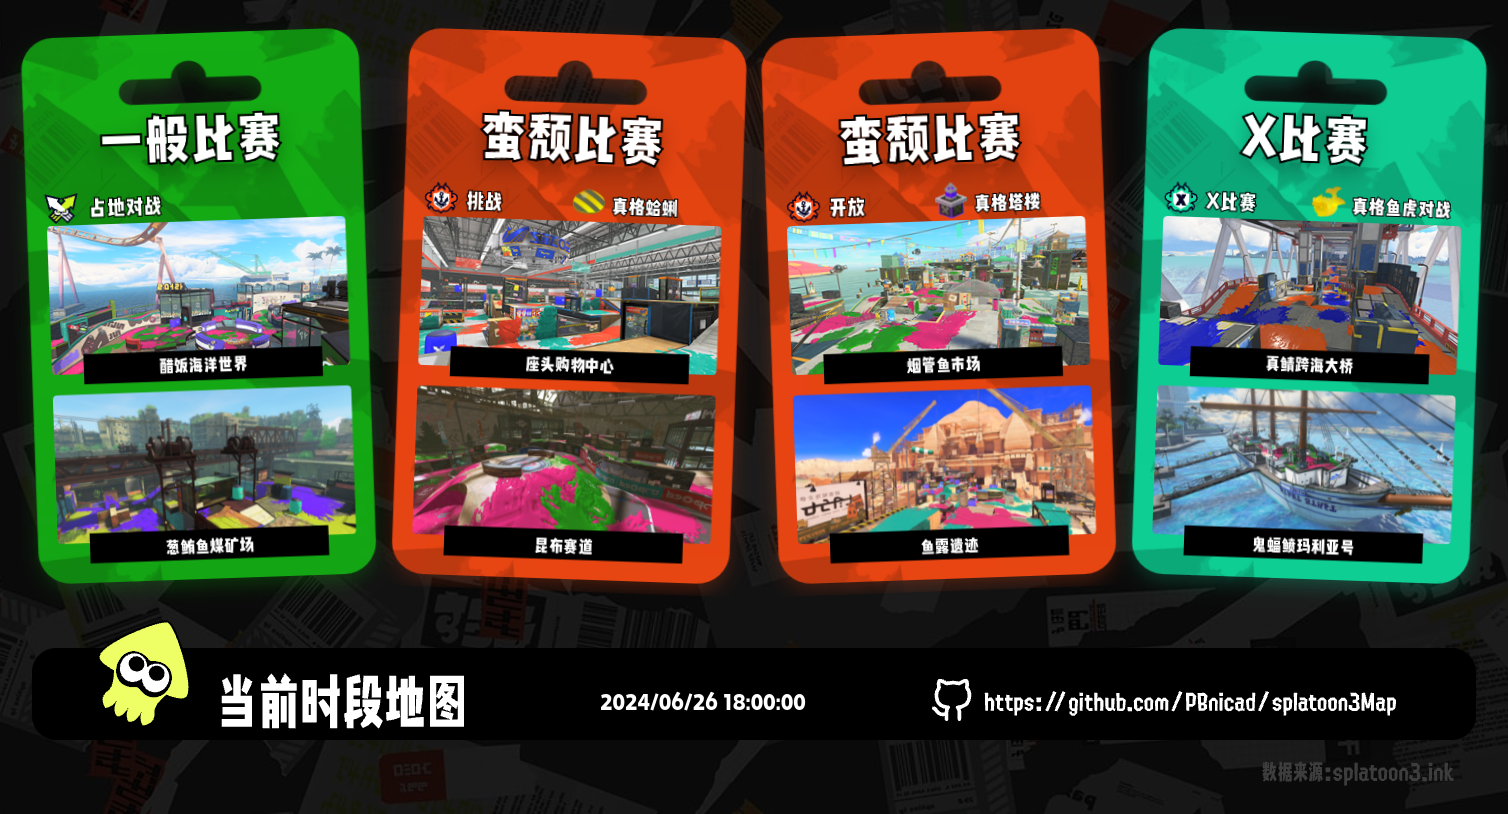 一般比赛
占地对战
醋饭海洋世界
葱鲔鱼煤矿场
蛮颓比赛
挑战
真格蛤蜊
座头购物中心
昆布赛道
蛮颓比赛
开放
真格塔楼
烟管鱼市场
鱼露遗迹
X比赛
X比赛
真格鱼虎对战
真鲭跨海大桥
鬼蝠鲼玛利亚号
当前时段地图
2024/06/26 18:00:00
https://github.com/PBnicad/splatoon3Map
数据来源:splatoon3.ink